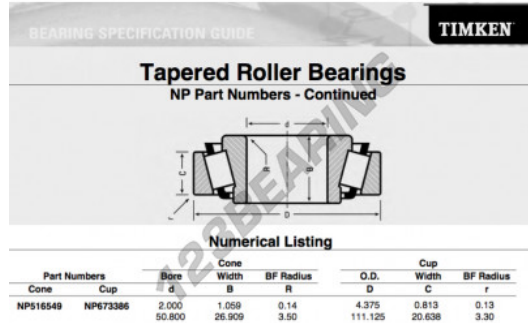 BEARING SPECIFICATION GUIDE
TIMKEN
Tapered Roller Bearings
NP Part Numbers - Continued
d
C
R
B
r
D
123BEARING
Numerical Listing
Cone Cup
Part Numbers Bore Width BF Radius O.D. Width BF Radius
Cone Cup d B R D C r
NP516549 NP673386 2.000 1.059 0.14 4.375 0.813 0.13
50.800 26.909 3.50 111.125 20.638 3.30